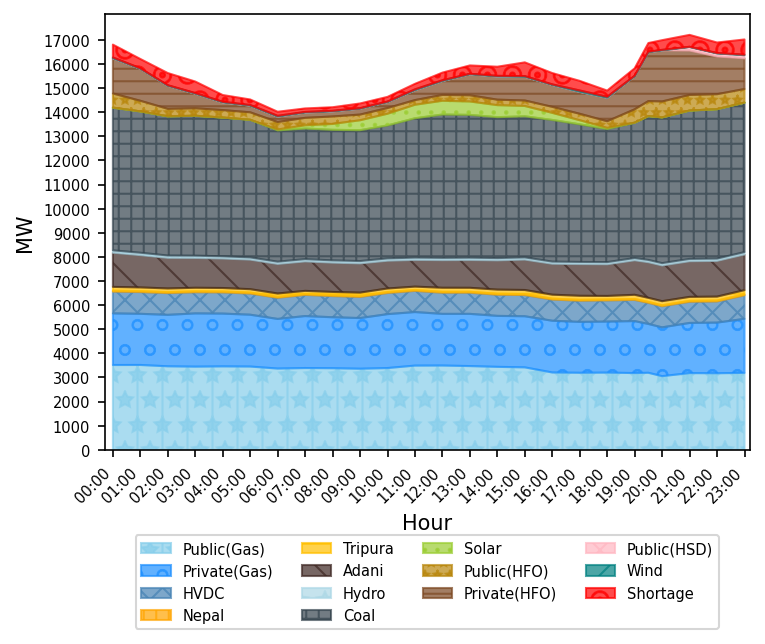 17000
16000
15000
14000
13000
12000
11000
10000
9000
8000
7000
6000
5000
4000
3000
2000
1000
0
MW
00:00 01:00 02:00 03:00 04:00 05:00 06:00 07:00 08:00 09:00 10:00 11:00 12:00 13:00 14:00 15:00 16:00 17:00 18:00 19:00 20:00 21:00 22:00 23:00
Hour
Public(Gas) Tripura Solar Public(HSD)
Private(Gas) Adani Public(HFO) Wind
HVDC Hydro Private(HFO) Shortage
Nepal Coal